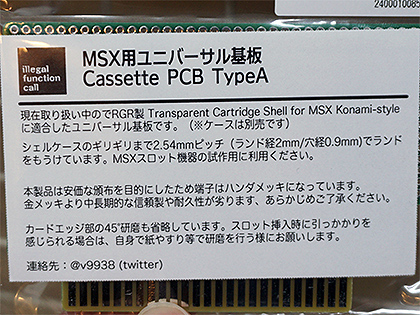 2400010085
illegal
function
call
MSX用ユニバーサル基板
Cassette PCB TypeA
現在取り扱い中のでRGR製 Transparent Cartridge Shell for MSX Konami-style
に適合したユニバーサル基板です。（※ケースは別売です）
シェルケースのギリギリまで2.54mmピッチ（ランド経2mm/穴経0.9mm)でランド
をもうけています。MSXスロット機器の試作用に利用ください。
本製品は安価な頒布を目的にしたため端子はハンダメッキになっています。
金メッキより中長期的な信頼製や耐久性が劣ります、あらかじめご了承ください。
カードエッジ部の45°研磨も省略しています。スロット挿入時に引っかかりを
感じられる場合は、自身で紙やすり等で研磨を行う様にお願いします。
連絡先：@v9938 (twitter)